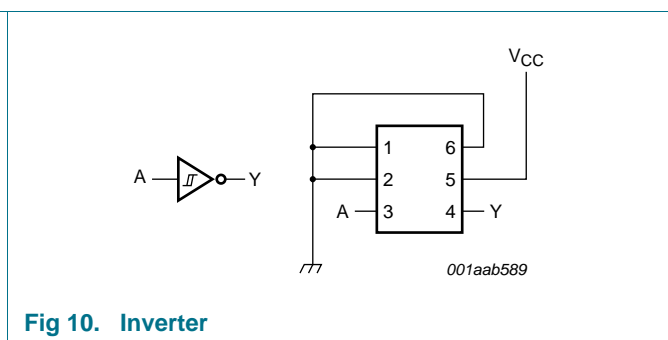 VCC
1 6
A Y 2 5
A 3 4 Y
001aab589
Fig 10. Inverter